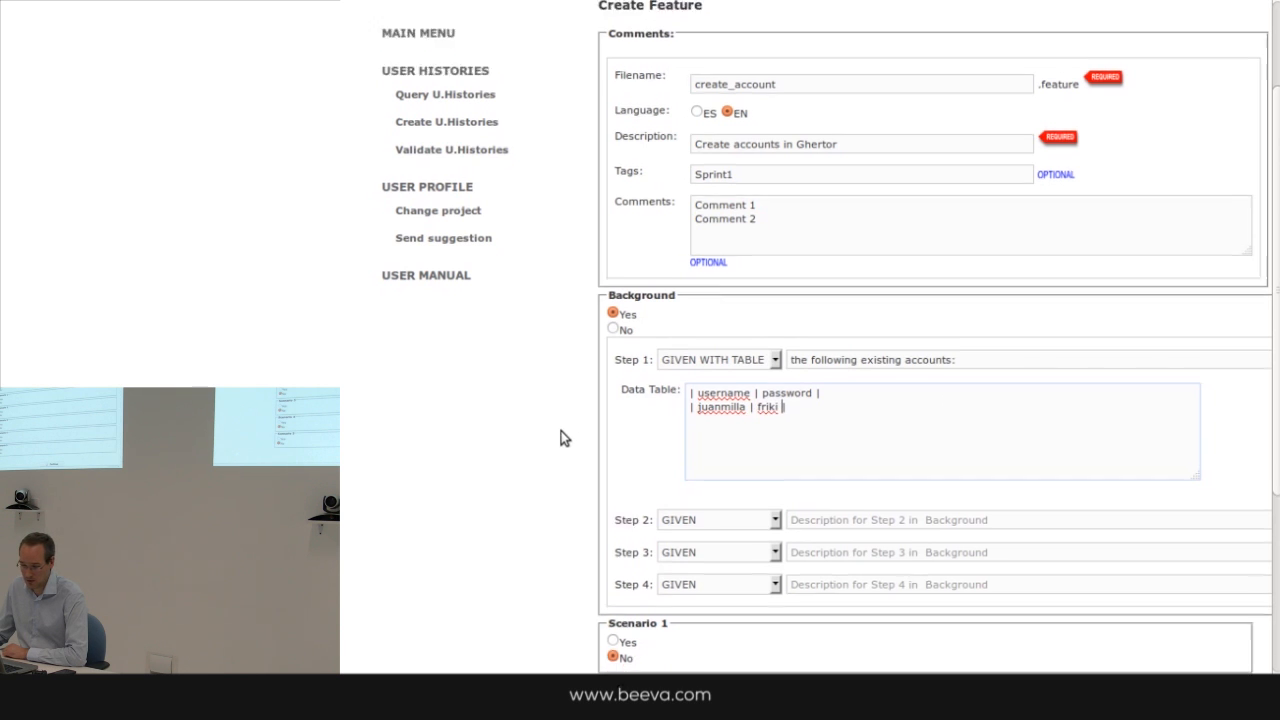 Create Feature
MAIN MENU
USER HISTORIES
Query U.Histories
Create U.Histories
Validate U.Histories
USER PROFILE
Change project
Send suggestion
USER MANUAL
Comments:
Filename: create_account .feature REQUIRED
Language: ES EN
Description: Create accounts in Ghertor REQUIRED
Tags: Sprint1 OPTIONAL
Comments: Comment 1
Comment 2
OPTIONAL
Background
Yes
No
Step 1: GIVEN WITH TABLE the following existing accounts:
Data Table: | username | password |
| juanmilla | friki |
Step 2: GIVEN Description for Step 2 in Background
Step 3: GIVEN Description for Step 3 in Background
Step 4: GIVEN Description for Step 4 in Background
Scenario 1
Yes
No
www.beeva.com